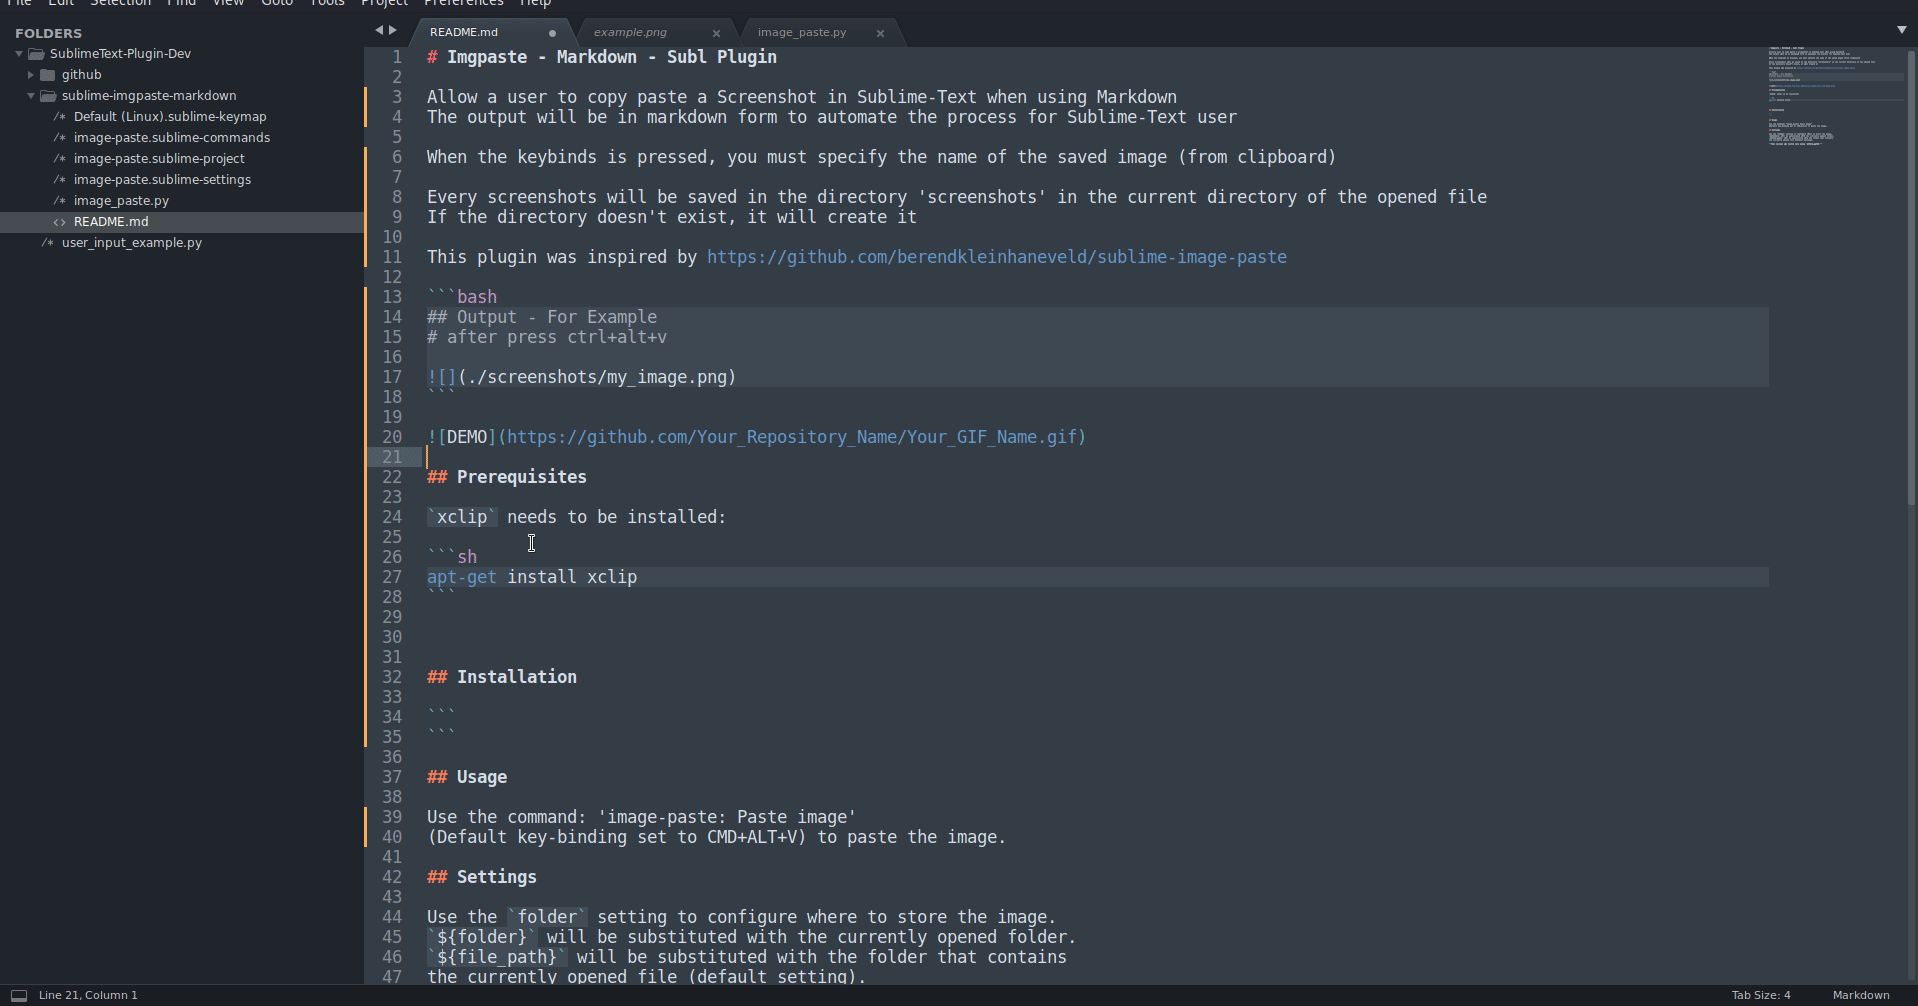 File Edit Selection Find View Goto Tools Project Preferences Help
FOLDERS
SublimeText-Plugin-Dev
github
sublime-imgpaste-markdown
/* Default (Linux).sublime-keymap
/* image-paste.sublime-commands
/* image-paste.sublime-project
/* image-paste.sublime-settings
/* image_paste.py
<> README.md
/* user_input_example.py
README.md example.png image_paste.py
1 # Imgpaste - Markdown - Subl Plugin
2
3 Allow a user to copy paste a Screenshot in Sublime-Text when using Markdown
4 The output will be in markdown form to automate the process for Sublime-Text user
5
6 When the keybinds is pressed, you must specify the name of the saved image (from clipboard)
7
8 Every screenshots will be saved in the directory 'screenshots' in the current directory of the opened file
9 If the directory doesn't exist, it will create it
10
11 This plugin was inspired by https://github.com/berendkleinhaneveld/sublime-image-paste
12
13 ```bash
14 ## Output - For Example
15 # after press ctrl+alt+v
16
17 ![](./screenshots/my_image.png)
18 ```
19
20 ![DEMO](https://github.com/Your_Repository_Name/Your_GIF_Name.gif)
21
22 ## Prerequisites
23
24 `xclip` needs to be installed:
25
26 ```sh
27 apt-get install xclip
28 ```
29
30
31
32 ## Installation
33
34 ```
35 ```
36
37 ## Usage
38
39 Use the command: 'image-paste: Paste image'
40 (Default key-binding set to CMD+ALT+V) to paste the image.
41
42 ## Settings
43
44 Use the `folder` setting to configure where to store the image.
45 `${folder}` will be substituted with the currently opened folder.
46 `${file_path}` will be substituted with the folder that contains
47 the currently opened file (default setting).
Line 21, Column 1
Tab Size: 4 Markdown